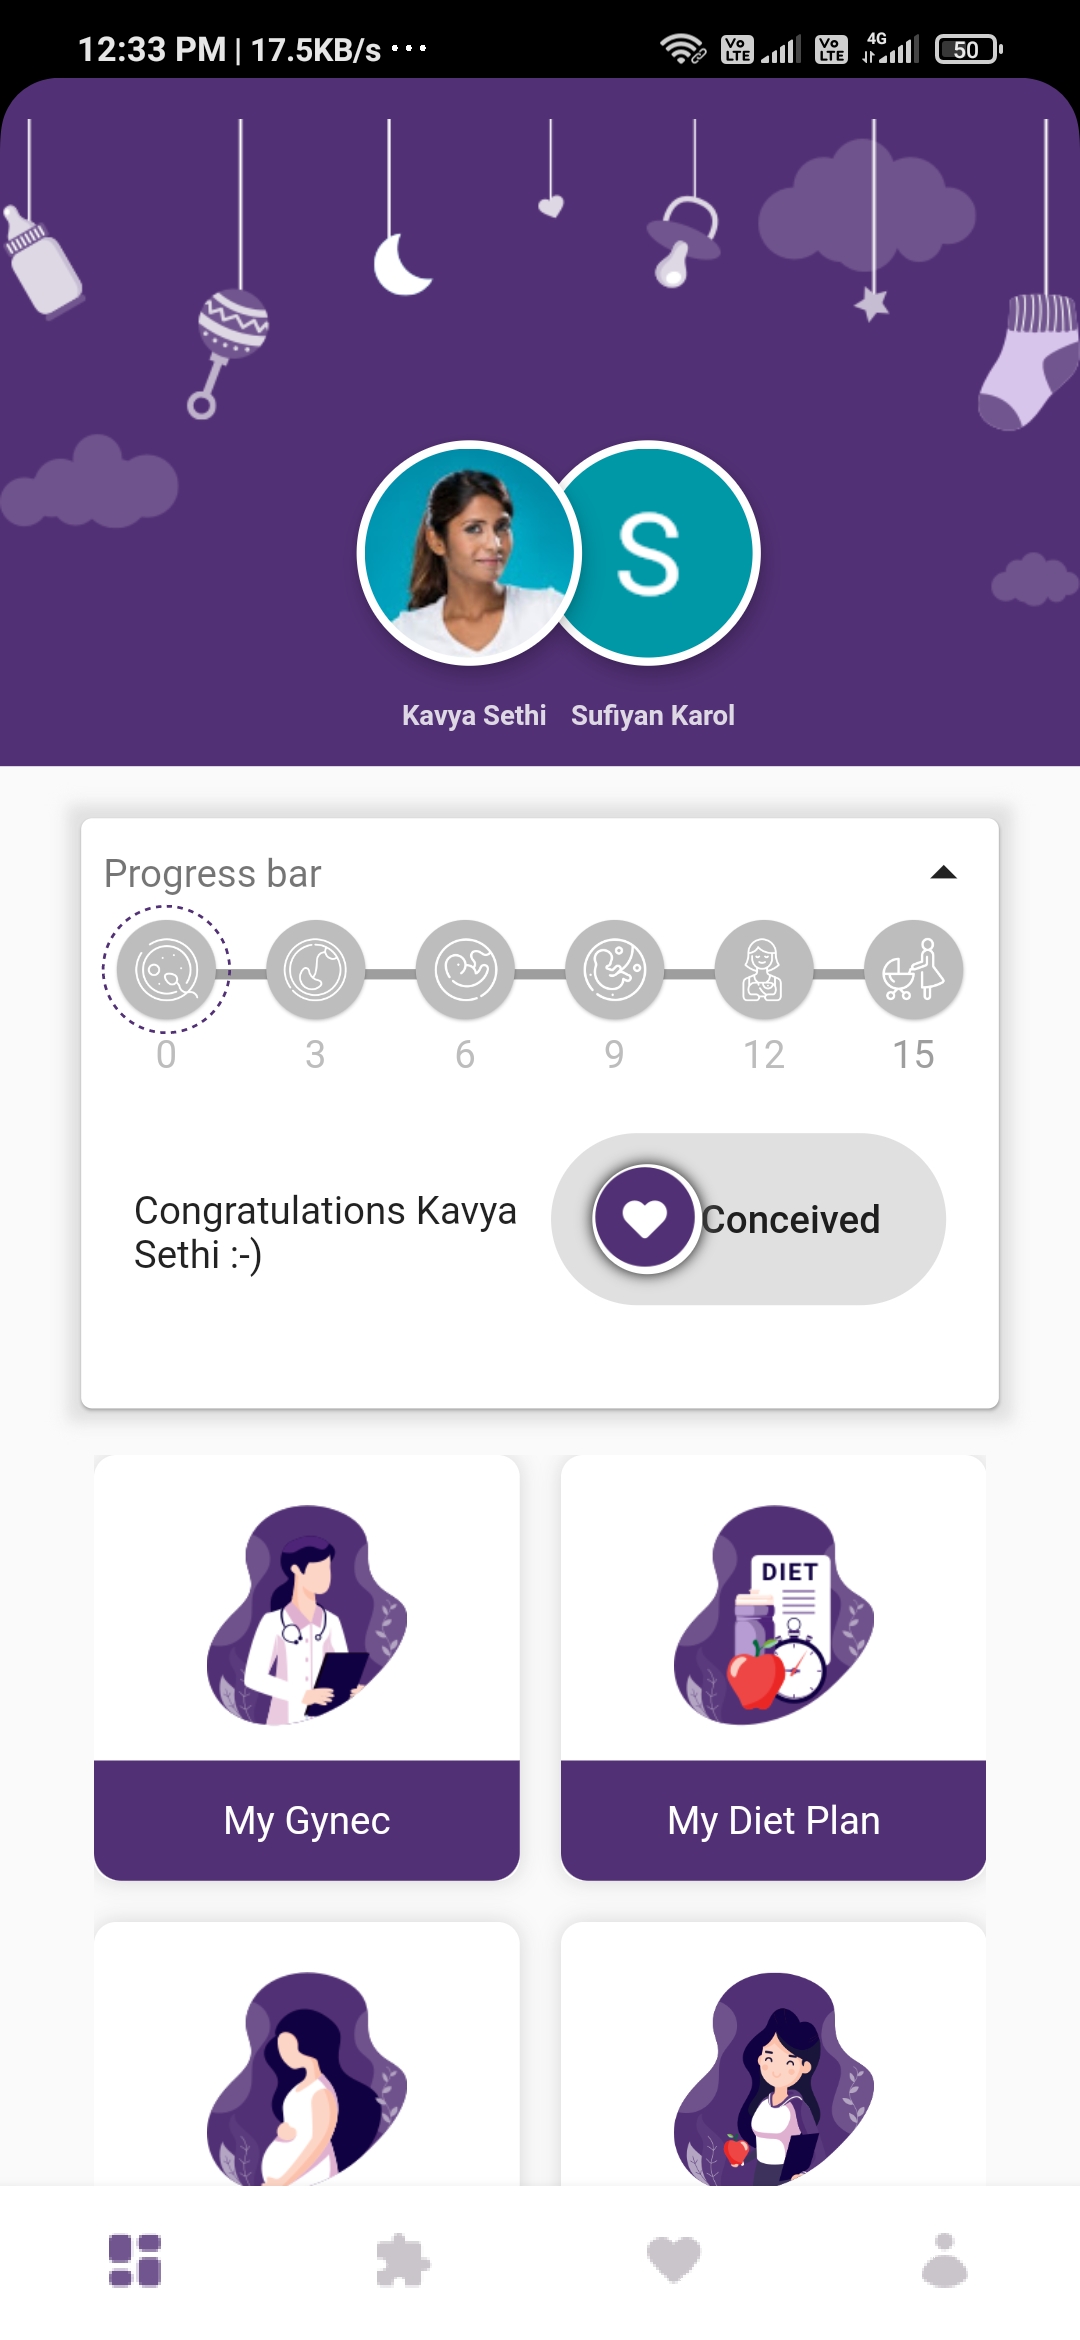 12:33 PM | 17.5KB/s ...
Vo LTE Vo LTE 4G 50
S
Kavya Sethi Sufiyan Karol
Progress bar
0 3 6 9 12 15
Congratulations Kavya
Sethi :-)
Conceived
DIET
My Gynec My Diet Plan